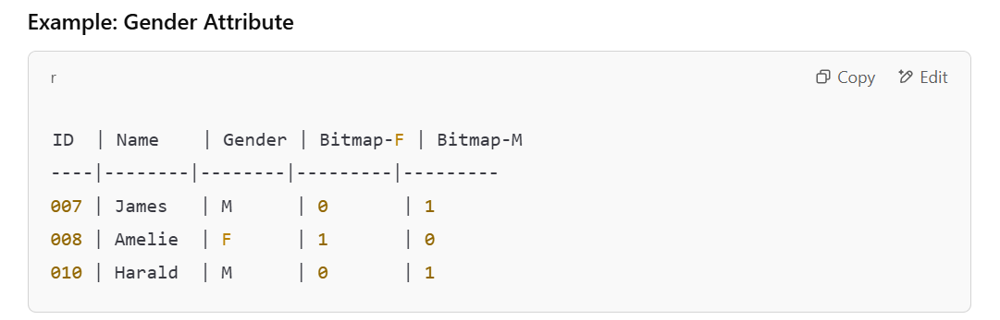 Example: Gender Attribute
r Copy Edit
ID | Name | Gender | Bitmap-F | Bitmap-M
----|--------|--------|---------|---------
007 | James | M | 0 | 1
008 | Amelie | F | 1 | 0
010 | Harald | M | 0 | 1